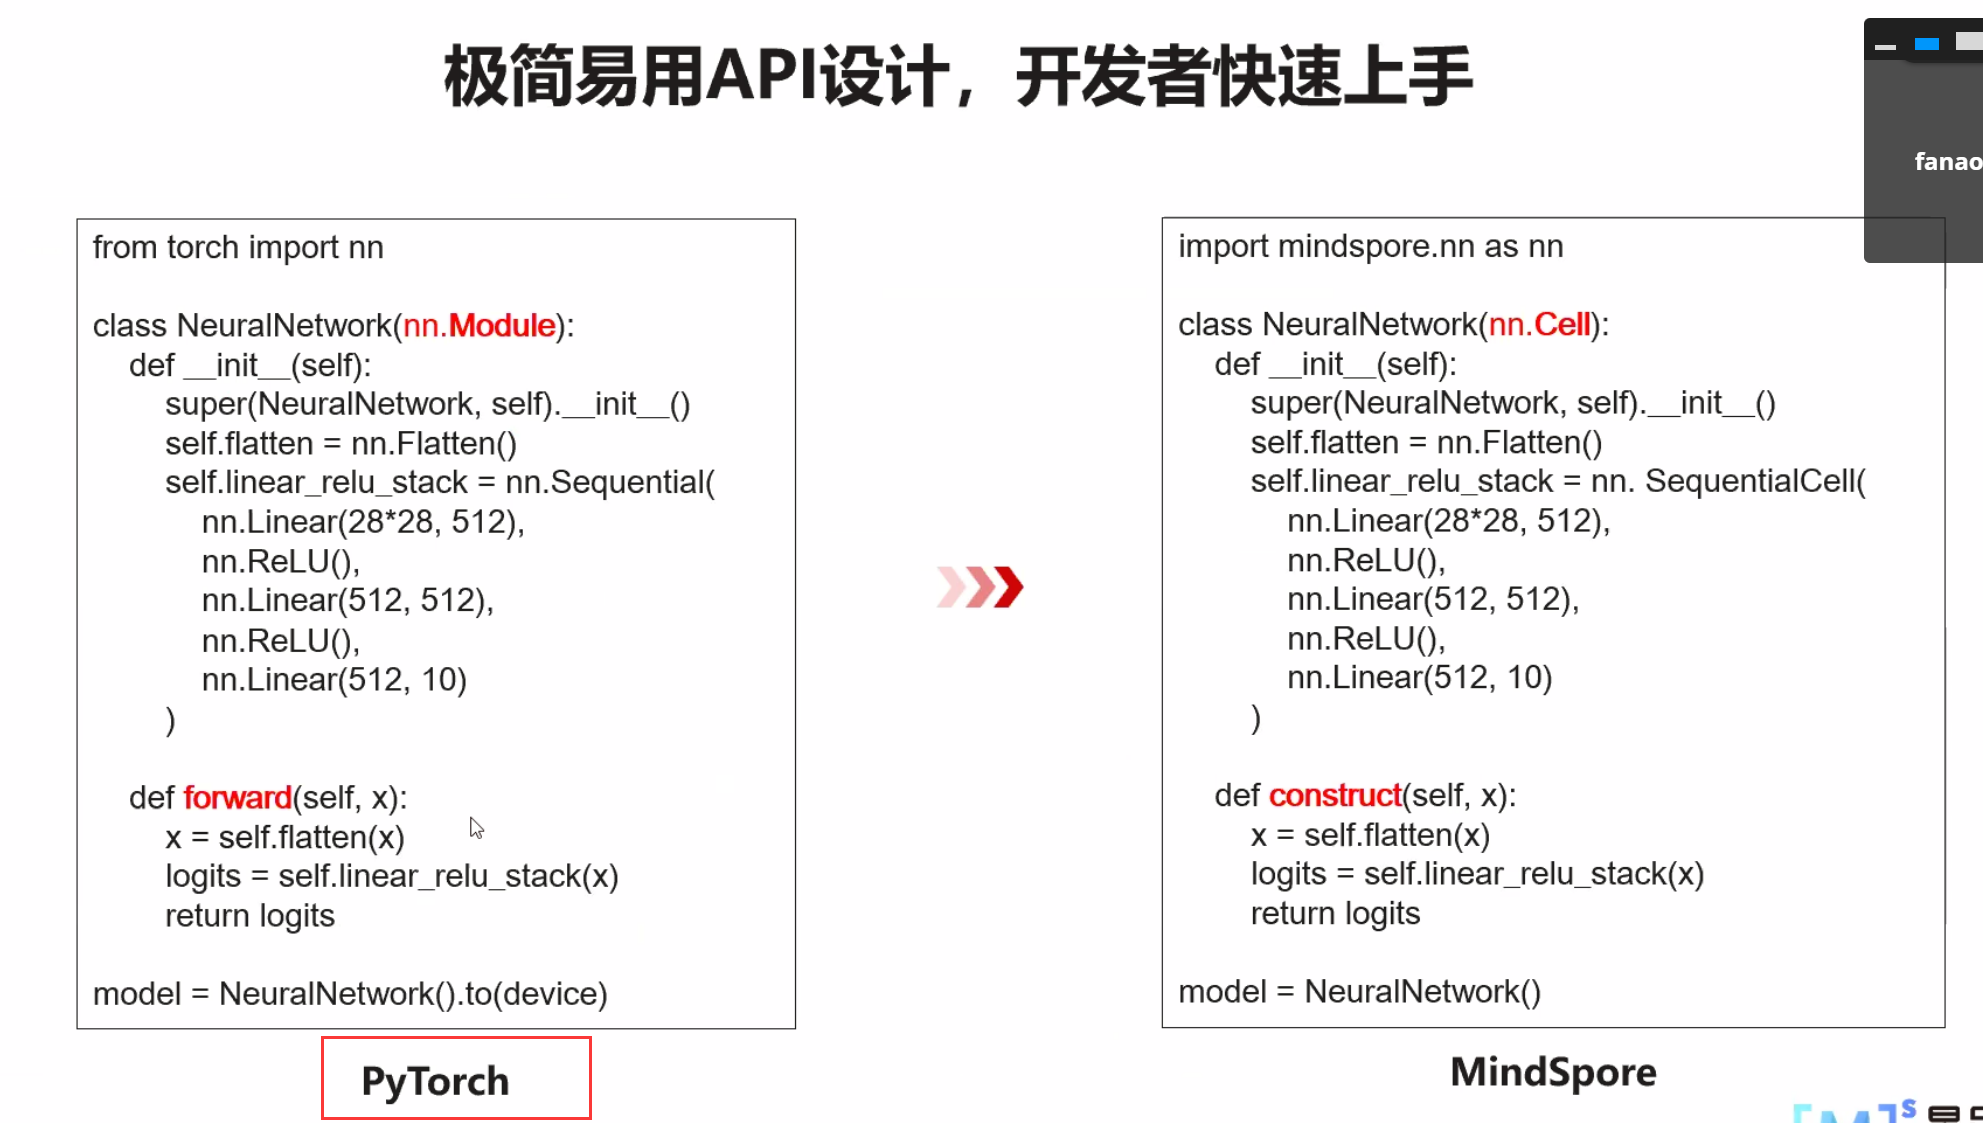 极简易用API设计，开发者快速上手
fanao
from torch import nn
class NeuralNetwork(nn.Module):
def __init__(self):
super(NeuralNetwork, self).__init__()
self.flatten = nn.Flatten()
self.linear_relu_stack = nn.Sequential(
nn.Linear(28*28, 512),
nn.ReLU(),
nn.Linear(512, 512),
nn.ReLU(),
nn.Linear(512, 10)
)
def forward(self, x):
x = self.flatten(x)
logits = self.linear_relu_stack(x)
return logits
model = NeuralNetwork().to(device)
PyTorch
import mindspore.nn as nn
class NeuralNetwork(nn.Cell):
def __init__(self):
super(NeuralNetwork, self).__init__()
self.flatten = nn.Flatten()
self.linear_relu_stack = nn. SequentialCell(
nn.Linear(28*28, 512),
nn.ReLU(),
nn.Linear(512, 512),
nn.ReLU(),
nn.Linear(512, 10)
)
def construct(self, x):
x = self.flatten(x)
logits = self.linear_relu_stack(x)
return logits
model = NeuralNetwork()
MindSpore